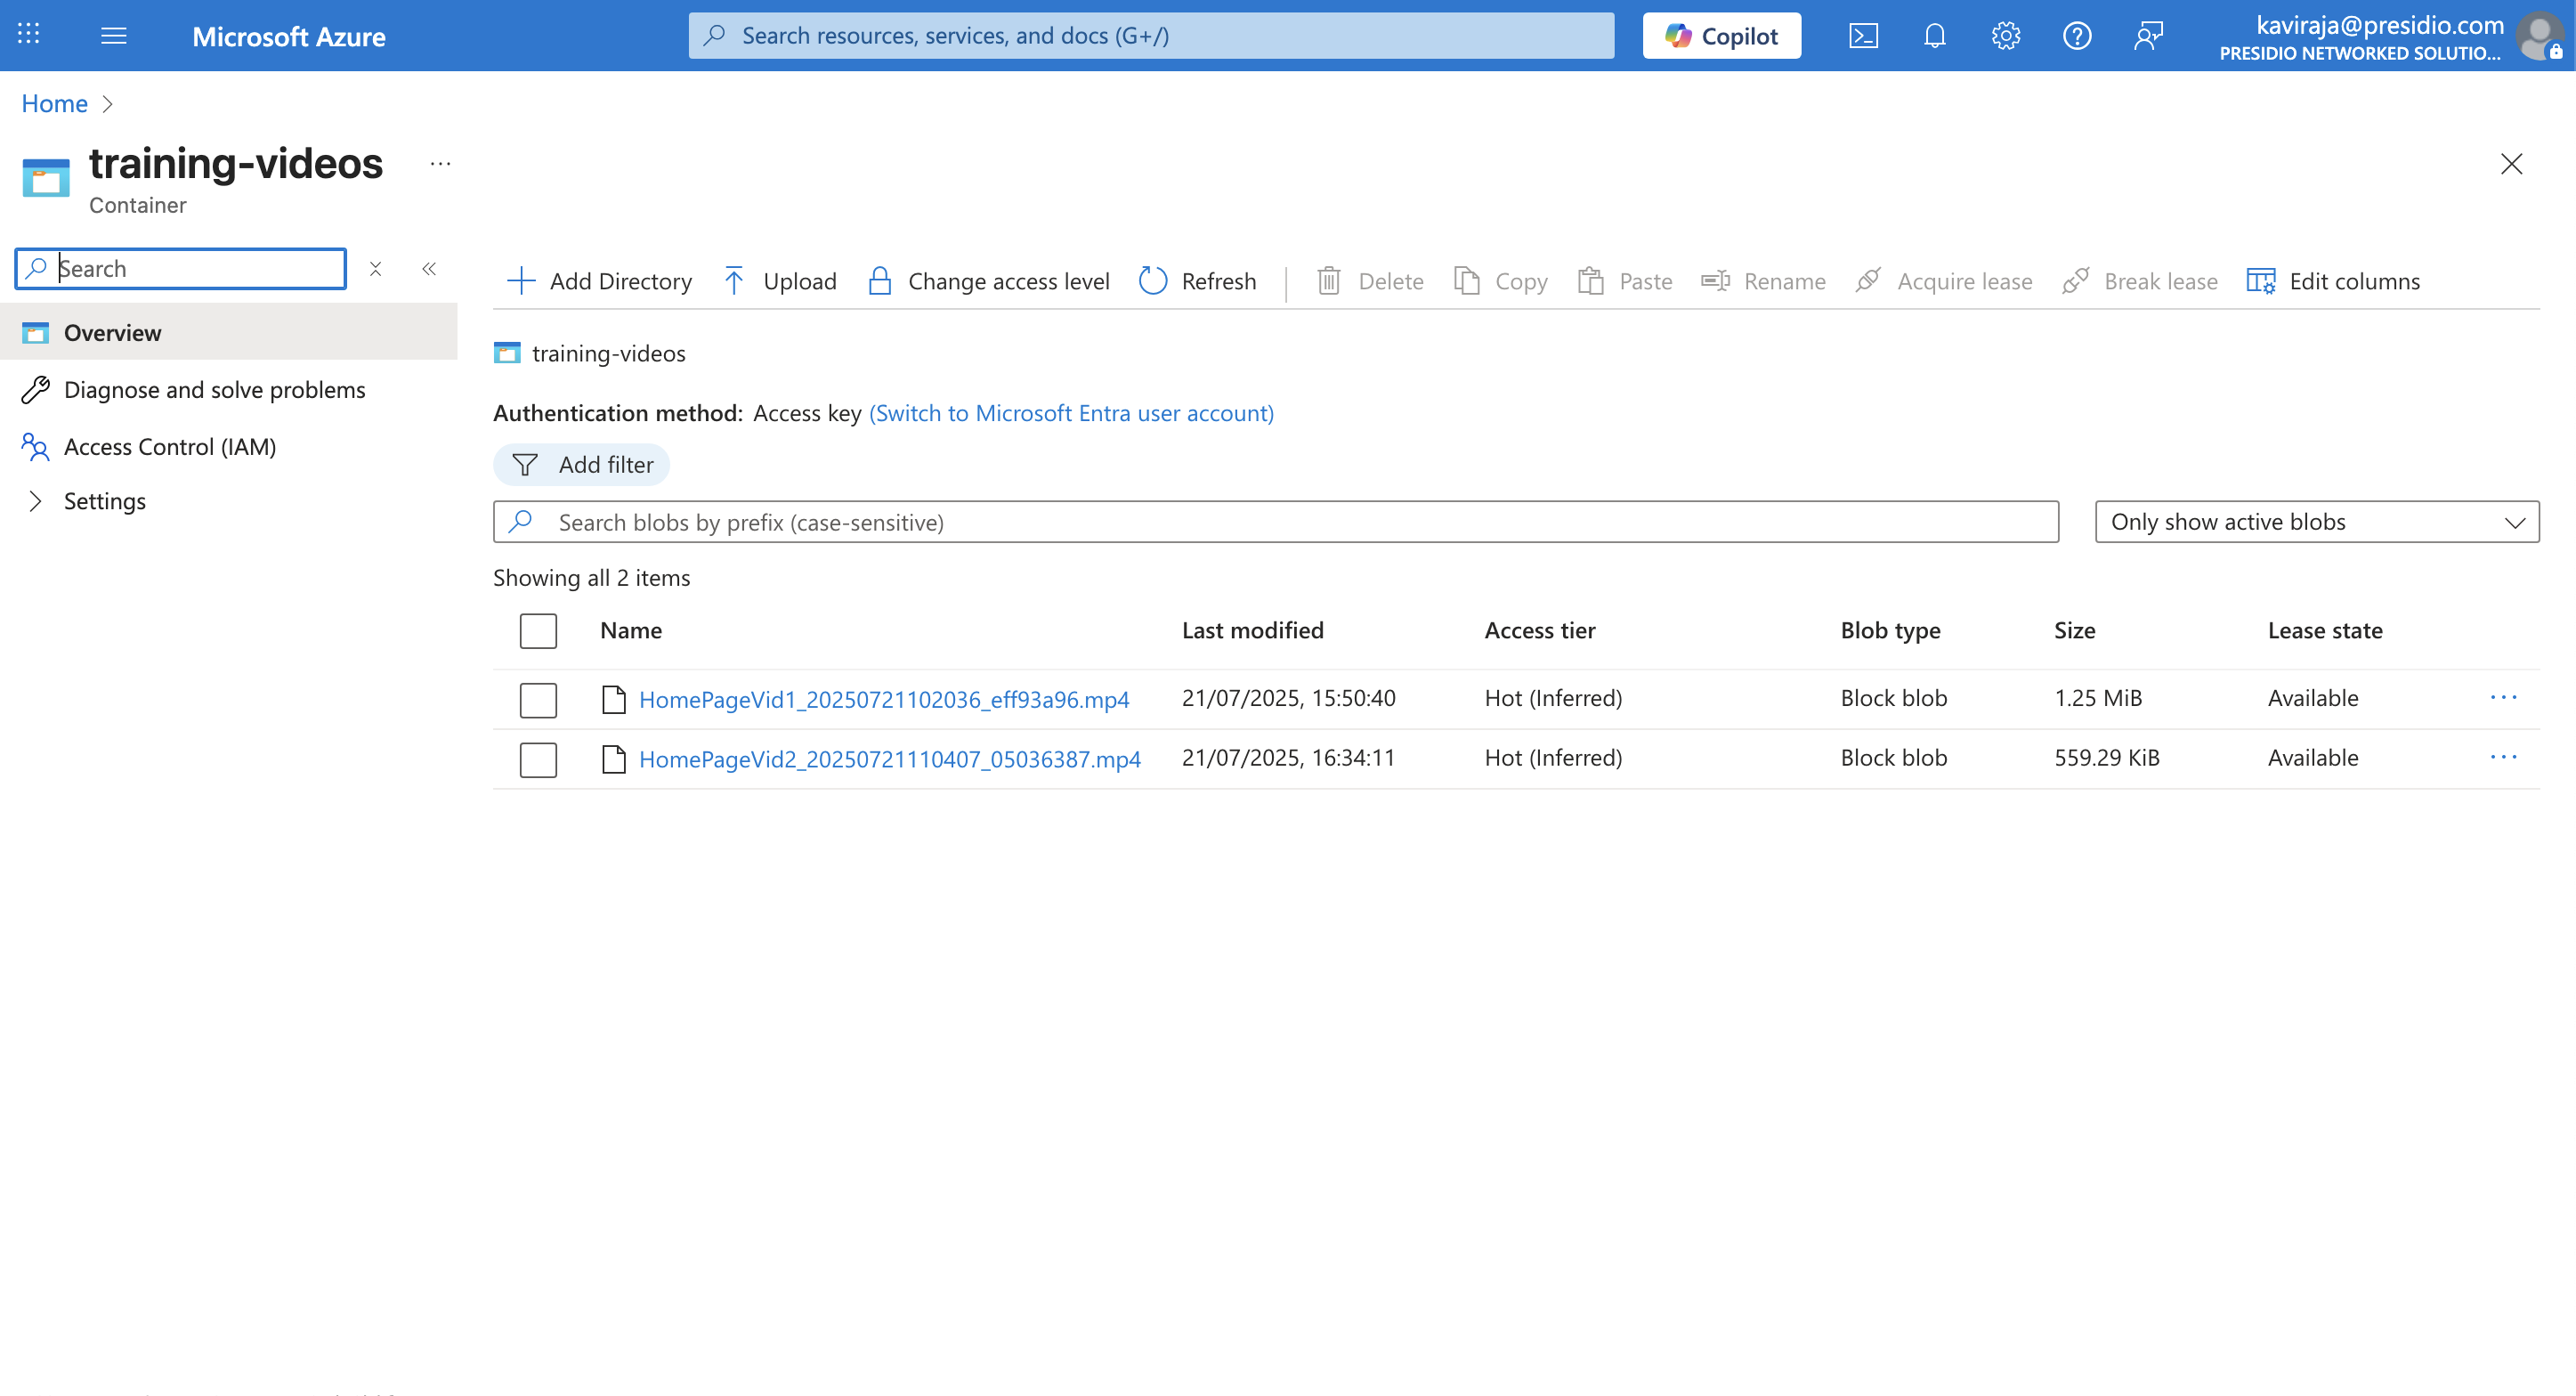 Microsoft Azure
Search resources, services, and docs (G+/)
Copilot
kaviraja@presidio.com
PRESIDIO NETWORKED SOLUTIO...
Home
training-videos
Container
Search
Add Directory
Upload
Change access level
Refresh
Delete
Copy
Paste
Rename
Acquire lease
Break lease
Edit columns
Overview
Diagnose and solve problems
Access Control (IAM)
Settings
training-videos
Authentication method: Access key (Switch to Microsoft Entra user account)
Add filter
Search blobs by prefix (case-sensitive)
Only show active blobs
Showing all 2 items
Name Last modified Access tier Blob type Size Lease state
HomePageVid1_20250721102036_eff93a96.mp4 21/07/2025, 15:50:40 Hot (Inferred) Block blob 1.25 MiB Available
HomePageVid2_20250721110407_05036387.mp4 21/07/2025, 16:34:11 Hot (Inferred) Block blob 559.29 KiB Available